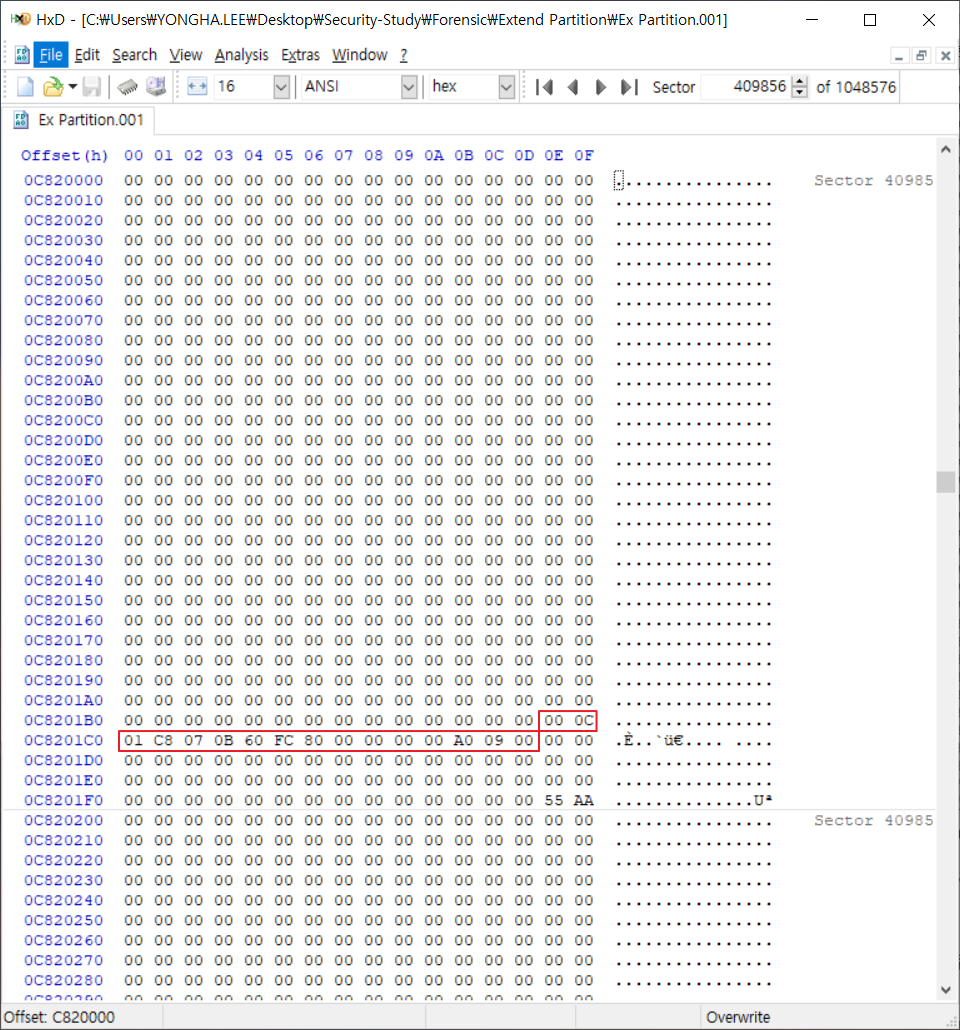 HxD - [C:₩Users₩YONGHA.LEE₩Desktop₩Security-Study₩Forensic₩Extend Partition₩Ex Partition.001]
File Edit Search View Analysis Extras Window ?
16 ANSI hex Sector 409856 of 1048576
Ex Partition.001
Offset(h) 00 01 02 03 04 05 06 07 08 09 0A 0B 0C 0D 0E 0F
0C820000 00 00 00 00 00 00 00 00 00 00 00 00 00 00 00 00 ................ Sector 40985
0C820010 00 00 00 00 00 00 00 00 00 00 00 00 00 00 00 00 ................
0C820020 00 00 00 00 00 00 00 00 00 00 00 00 00 00 00 00 ................
0C820030 00 00 00 00 00 00 00 00 00 00 00 00 00 00 00 00 ................
0C820040 00 00 00 00 00 00 00 00 00 00 00 00 00 00 00 00 ................
0C820050 00 00 00 00 00 00 00 00 00 00 00 00 00 00 00 00 ................
0C820060 00 00 00 00 00 00 00 00 00 00 00 00 00 00 00 00 ................
0C820070 00 00 00 00 00 00 00 00 00 00 00 00 00 00 00 00 ................
0C820080 00 00 00 00 00 00 00 00 00 00 00 00 00 00 00 00 ................
0C820090 00 00 00 00 00 00 00 00 00 00 00 00 00 00 00 00 ................
0C8200A0 00 00 00 00 00 00 00 00 00 00 00 00 00 00 00 00 ................
0C8200B0 00 00 00 00 00 00 00 00 00 00 00 00 00 00 00 00 ................
0C8200C0 00 00 00 00 00 00 00 00 00 00 00 00 00 00 00 00 ................
0C8200D0 00 00 00 00 00 00 00 00 00 00 00 00 00 00 00 00 ................
0C8200E0 00 00 00 00 00 00 00 00 00 00 00 00 00 00 00 00 ................
0C8200F0 00 00 00 00 00 00 00 00 00 00 00 00 00 00 00 00 ................
0C820100 00 00 00 00 00 00 00 00 00 00 00 00 00 00 00 00 ................
0C820110 00 00 00 00 00 00 00 00 00 00 00 00 00 00 00 00 ................
0C820120 00 00 00 00 00 00 00 00 00 00 00 00 00 00 00 00 ................
0C820130 00 00 00 00 00 00 00 00 00 00 00 00 00 00 00 00 ................
0C820140 00 00 00 00 00 00 00 00 00 00 00 00 00 00 00 00 ................
0C820150 00 00 00 00 00 00 00 00 00 00 00 00 00 00 00 00 ................
0C820160 00 00 00 00 00 00 00 00 00 00 00 00 00 00 00 00 ................
0C820170 00 00 00 00 00 00 00 00 00 00 00 00 00 00 00 00 ................
0C820180 00 00 00 00 00 00 00 00 00 00 00 00 00 00 00 00 ................
0C820190 00 00 00 00 00 00 00 00 00 00 00 00 00 00 00 00 ................
0C8201A0 00 00 00 00 00 00 00 00 00 00 00 00 00 00 00 00 ................
0C8201B0 00 00 00 00 00 00 00 00 00 00 00 00 00 00 00 0C ................
0C8201C0 01 C8 07 0B 60 FC 80 00 00 00 00 A0 09 00 00 00 .È..`ü€.... ....
0C8201D0 00 00 00 00 00 00 00 00 00 00 00 00 00 00 00 00 ................
0C8201E0 00 00 00 00 00 00 00 00 00 00 00 00 00 00 00 00 ................
0C8201F0 00 00 00 00 00 00 00 00 00 00 00 00 00 00 55 AA ..............Uª
0C820200 00 00 00 00 00 00 00 00 00 00 00 00 00 00 00 00 ................ Sector 40985
0C820210 00 00 00 00 00 00 00 00 00 00 00 00 00 00 00 00 ................
0C820220 00 00 00 00 00 00 00 00 00 00 00 00 00 00 00 00 ................
0C820230 00 00 00 00 00 00 00 00 00 00 00 00 00 00 00 00 ................
0C820240 00 00 00 00 00 00 00 00 00 00 00 00 00 00 00 00 ................
0C820250 00 00 00 00 00 00 00 00 00 00 00 00 00 00 00 00 ................
0C820260 00 00 00 00 00 00 00 00 00 00 00 00 00 00 00 00 ................
0C820270 00 00 00 00 00 00 00 00 00 00 00 00 00 00 00 00 ................
0C820280 00 00 00 00 00 00 00 00 00 00 00 00 00 00 00 00 ................
0C820290 00 00 00 00 00 00 00 00 00 00 00 00 00 00 00 00
Offset: C820000 Overwrite